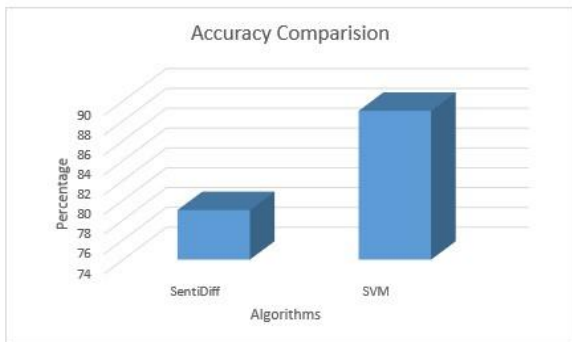 Accuracy Comparision
Percentage
90
88
86
84
82
80
78
76
74
SentiDiff
SVM
Algorithms